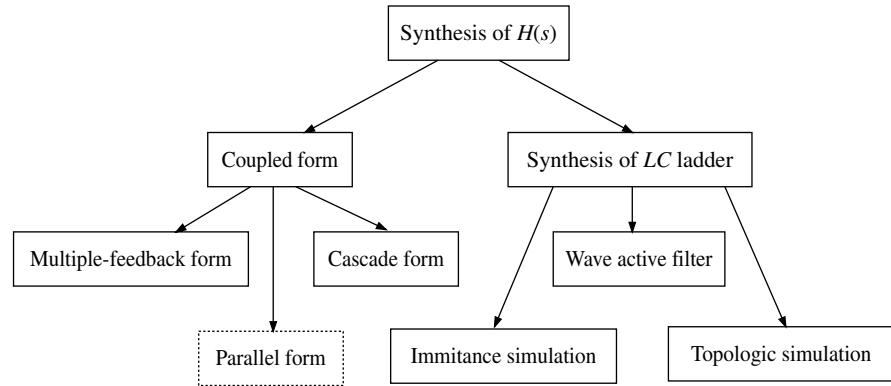 Synthesis of H(s)
Coupled form
Synthesis of LC ladder
Multiple-feedback form
Cascade form
Wave active filter
Parallel form
Immitance simulation
Topologic simulation